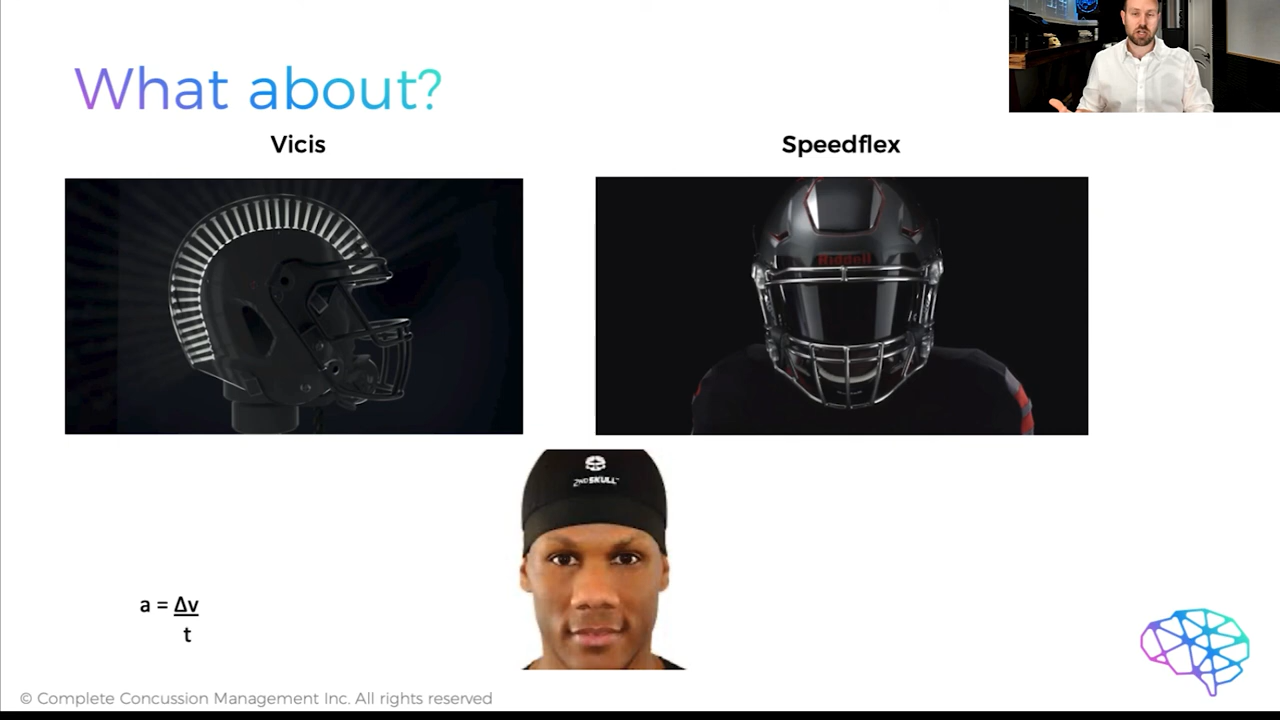 What about?
Vicis
Speedflex
Riddell
2ND SKULL
a = Δv
t
© Complete Concussion Management Inc. All rights reserved